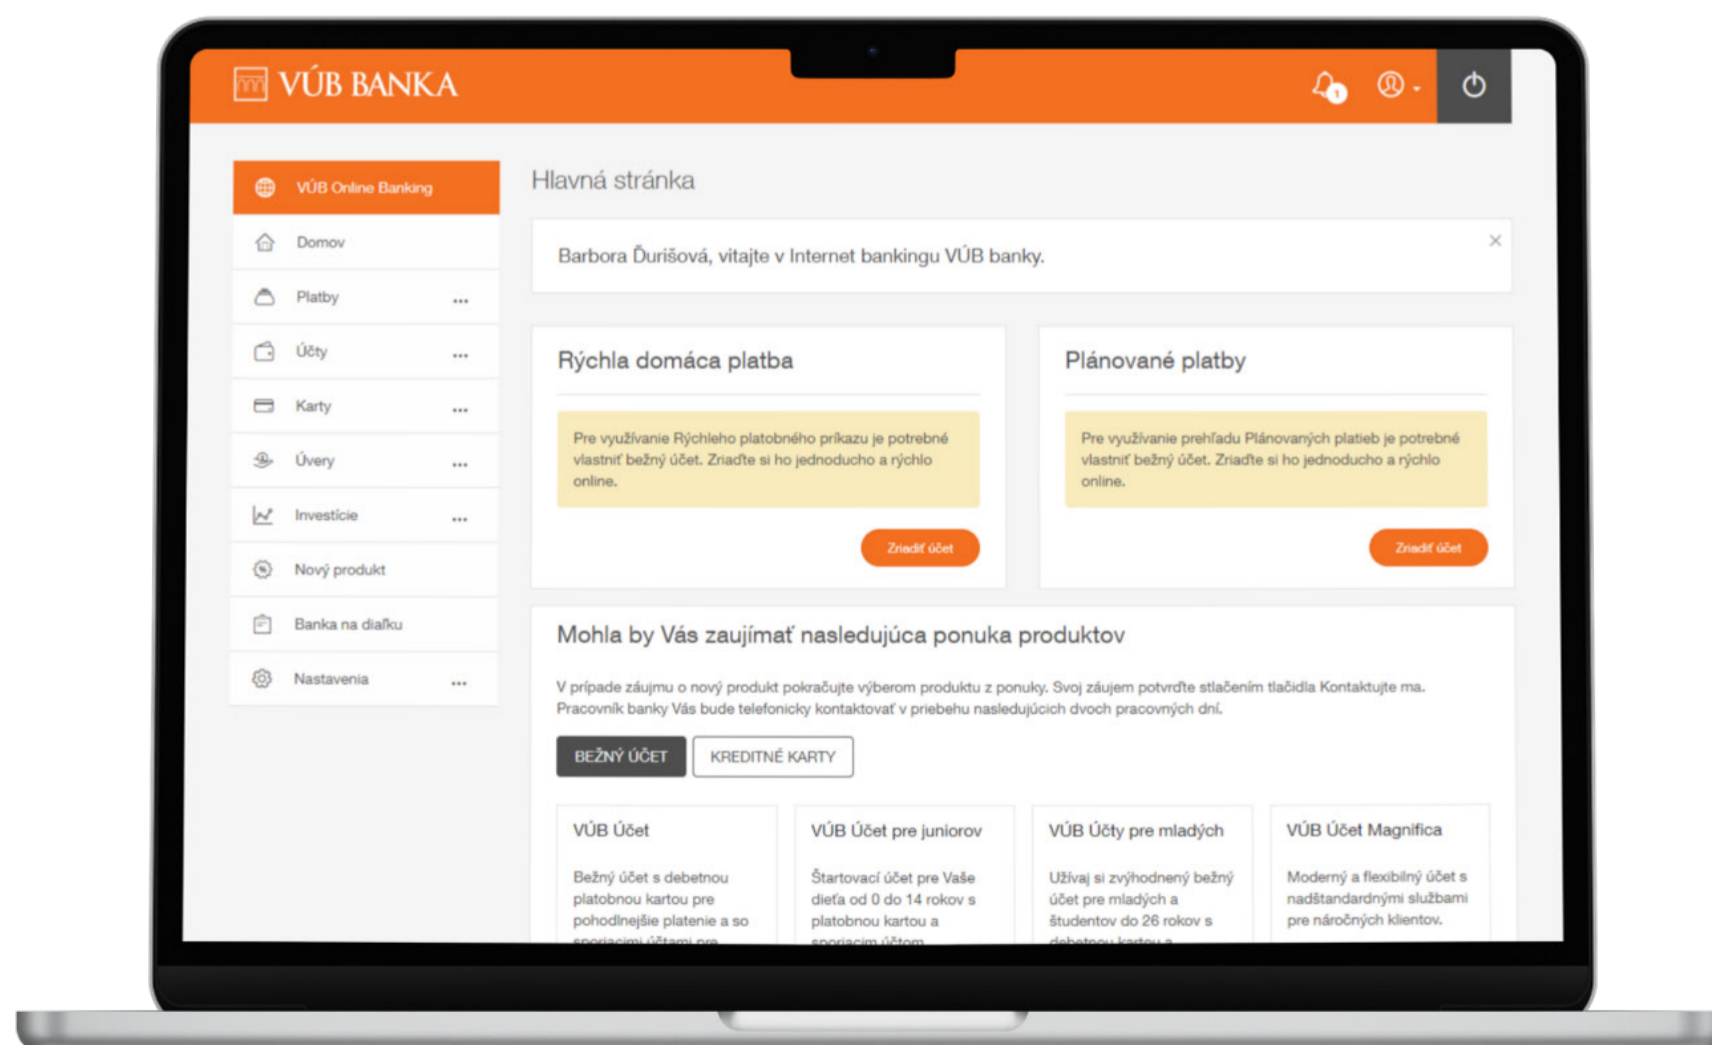 VÚB BANKA
1
VÚB Online Banking
Domov
Platby
Účty
Karty
Úvery
Investície
Nový produkt
Banka na diaľku
Nastavenia
Hlavná stránka
Barbora Ďurišová, vitajte v Internet bankingu VÚB banky.
Rýchla domáca platba
Pre využívanie Rýchleho platobného príkazu je potrebné
vlastniť bežný účet. Zriaďte si ho jednoducho a rýchlo
online.
Zriadiť účet
Plánované platby
Pre využívanie prehľadu Plánovaných platieb je potrebné
vlastniť bežný účet. Zriaďte si ho jednoducho a rýchlo
online.
Zriadiť účet
Mohla by Vás zaujímať nasledujúca ponuka produktov
V prípade záujmu o nový produkt pokračujte výberom produktu z ponuky. Svoj záujem potvrďte stlačením tlačidla Kontaktujte ma.
Pracovník banky Vás bude telefonicky kontaktovať v priebehu nasledujúcich dvoch pracovných dní.
BEŽNÝ ÚČET
KREDITNÉ KARTY
VÚB Účet
Bežný účet s debetnou
platobnou kartou pre
pohodlnejšie platenie a so
sporiacimi účtami pre
VÚB Účet pre juniorov
Štartovací účet pre Vaše
dieťa od 0 do 14 rokov s
platobnou kartou a
sporiacim účtom
VÚB Účty pre mladých
Užívaj si zvýhodnený bežný
účet pre mladých a
študentov do 26 rokov s
debetnou kartou a
VÚB Účet Magnifica
Moderný a flexibilný účet s
nadštandardnými službami
pre náročných klientov.